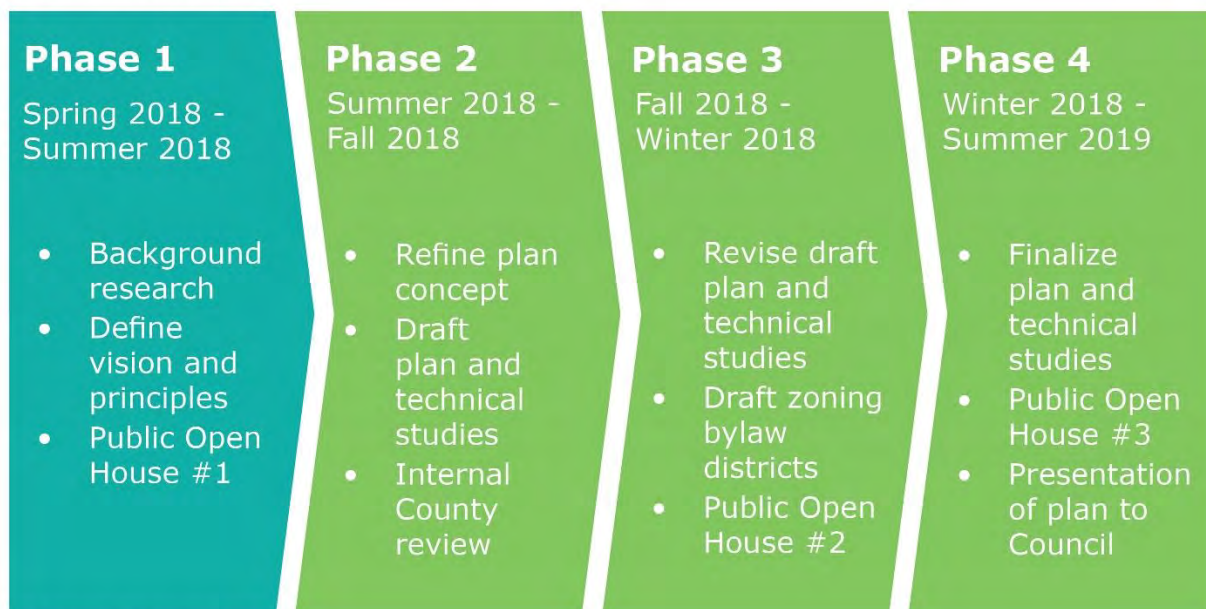 Phase 1
Spring 2018 -
Summer 2018
• Background
research
• Define
vision and
principles
• Public Open
House #1
Phase 2
Summer 2018 -
Fall 2018
• Refine plan
concept
• Draft
plan and
technical
studies
• Internal
County
review
Phase 3
Fall 2018 -
Winter 2018
• Revise draft
plan and
technical
studies
• Draft zoning
bylaw
districts
• Public Open
House #2
Phase 4
Winter 2018 -
Summer 2019
• Finalize
plan and
technical
studies
• Public Open
House #3
• Presentation
of plan to
Council